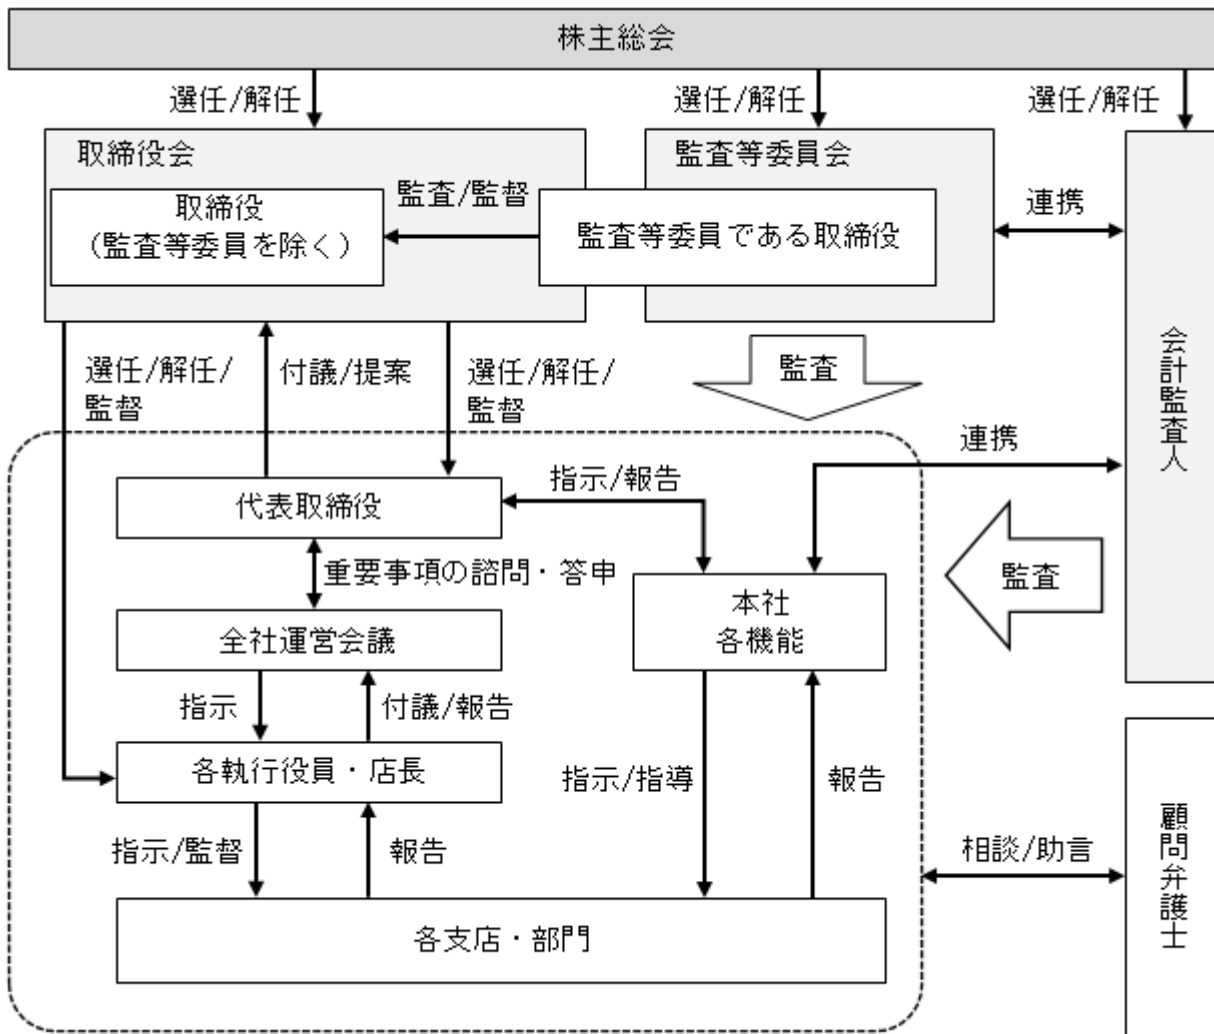 株主総会
選任/解任
選任/解任
選任/解任
取締役会
監査等委員会
取締役
（監査等委員を除く）
監査/監督
監査等委員である取締役
連携
会計監査人
選任/解任/
監督
付議/提案
選任/解任/
監督
監査
連携
代表取締役
指示/報告
重要事項の諮問・答申
本社
各機能
監査
全社運営会議
指示
付議/報告
各執行役員・店長
指示/指導
報告
指示/監督
報告
相談/助言
顧問弁護士
各支店・部門